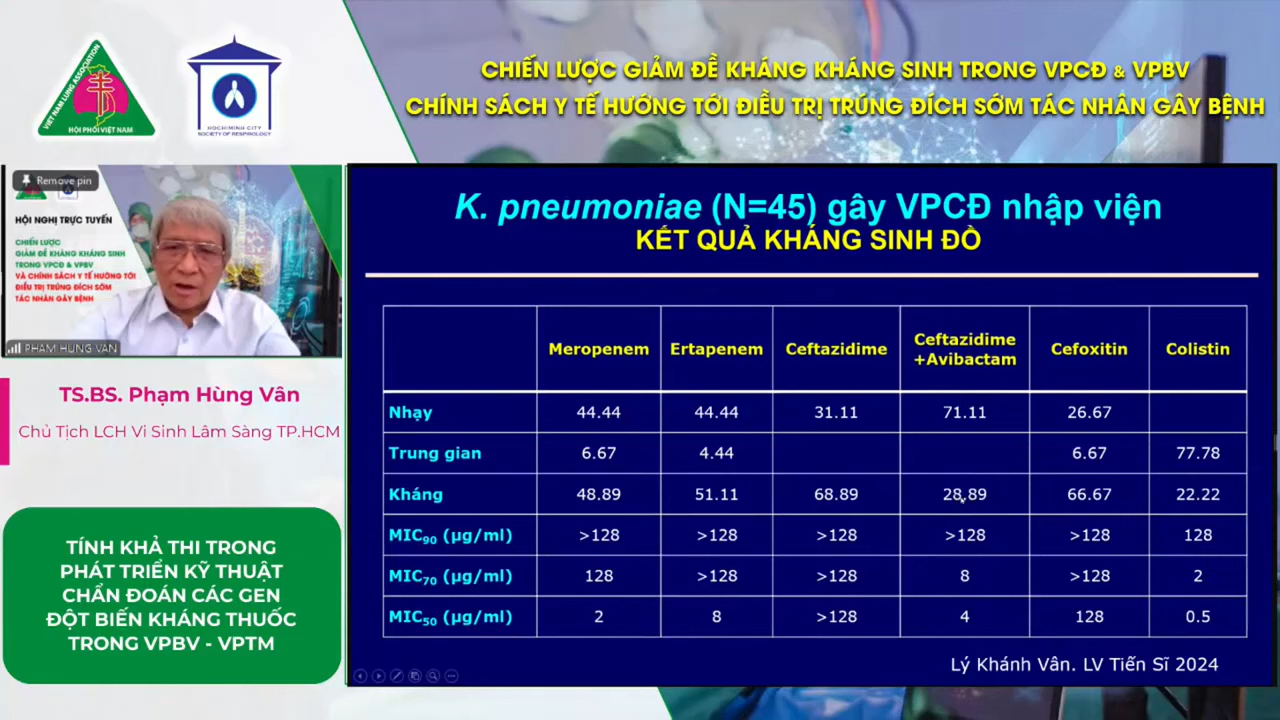 VIET NAM LUNG ASSOCIATION
HỘI PHỔI VIỆT NAM
HOCHIMINH CITY
SOCIETY OF RESPIROLOGY
CHIẾN LƯỢC GIẢM ĐỀ KHÁNG KHÁNG SINH TRONG VPCĐ & VPBV
CHÍNH SÁCH Y TẾ HƯỚNG TỚI ĐIỀU TRỊ TRÚNG ĐÍCH SỚM TÁC NHÂN GÂY BỆNH
Remove pin
HỘI NGHỊ TRỰC TUYẾN
CHIẾN LƯỢC
GIẢM ĐỀ KHÁNG KHÁNG SINH
TRONG VPCĐ & VPBV
VÀ CHÍNH SÁCH Y TẾ HƯỚNG TỚI
ĐIỀU TRỊ TRÚNG ĐÍCH SỚM
TÁC NHÂN GÂY BỆNH
PHAM HUNG VAN
TS.BS. Phạm Hùng Vân
Chủ Tịch LCH Vi Sinh Lâm Sàng TP.HCM
TÍNH KHẢ THI TRONG
PHÁT TRIỂN KỸ THUẬT
CHẨN ĐOÁN CÁC GEN
ĐỘT BIẾN KHÁNG THUỐC
TRONG VPBV - VPTM
K. pneumoniae (N=45) gây VPCĐ nhập viện
KẾT QUẢ KHÁNG SINH ĐỒ
Meropenem Ertapenem Ceftazidime Ceftazidime +Avibactam Cefoxitin Colistin
Nhạy 44.44 44.44 31.11 71.11 26.67
Trung gian 6.67 4.44 6.67 77.78
Kháng 48.89 51.11 68.89 28.89 66.67 22.22
MIC90 (µg/ml) >128 >128 >128 >128 >128 128
MIC70 (µg/ml) 128 >128 >128 8 >128 2
MIC50 (µg/ml) 2 8 >128 4 128 0.5
Lý Khánh Vân. LV Tiến Sĩ 2024